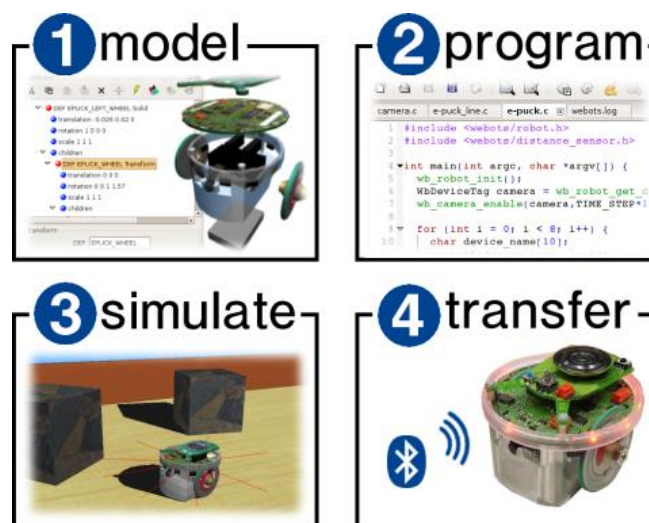 1 model
DEF EPUCK_LEFT_WHEEL Solid
translation -0.026 0.02 0
rotation 1 0 0 0
scale 1 1 1
children
DEF EPUCK_WHEEL Transform
translation 0 0 0
rotation 0 0 1 1.57
scale 1 1 1
children
DEF EPUCK_WHEEL
2 program
camera.c e-puck_line.c e-puck.c webots.log
1 #include <webots/robot.h>
2 #include <webots/distance_sensor.h>
3
4 int main(int argc, char *argv[]) {
5 wb_robot_init();
6 WbDeviceTag camera = wb_robot_get_c
7 wb_camera_enable(camera,TIME_STEP*1
8
9 for (int i = 0; i < 8; i++) {
10 char device_name[10];
3 simulate
4 transfer